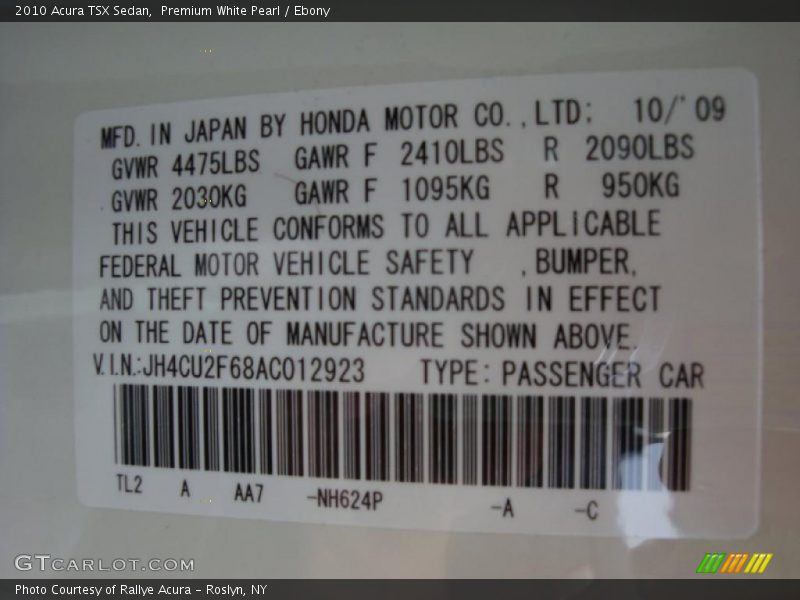 2010 Acura TSX Sedan,  Premium White Pearl / Ebony
MFD. IN JAPAN BY HONDA MOTOR CO., LTD: 10/'09
GVWR 4475LBS GAWR F 2410LBS R 2090LBS
GVWR 2030KG GAWR F 1095KG R 950KG
THIS VEHICLE CONFORMS TO ALL APPLICABLE
FEDERAL MOTOR VEHICLE SAFETY , BUMPER,
AND THEFT PREVENTION STANDARDS IN EFFECT
ON THE DATE OF MANUFACTURE SHOWN ABOVE.
V.I.N.:JH4CU2F68AC012923 TYPE: PASSENGER CAR
TL2 A AA7 -NH624P -A -C
GTCARLOT.COM
Photo Courtesy of Rallye Acura - Roslyn, NY